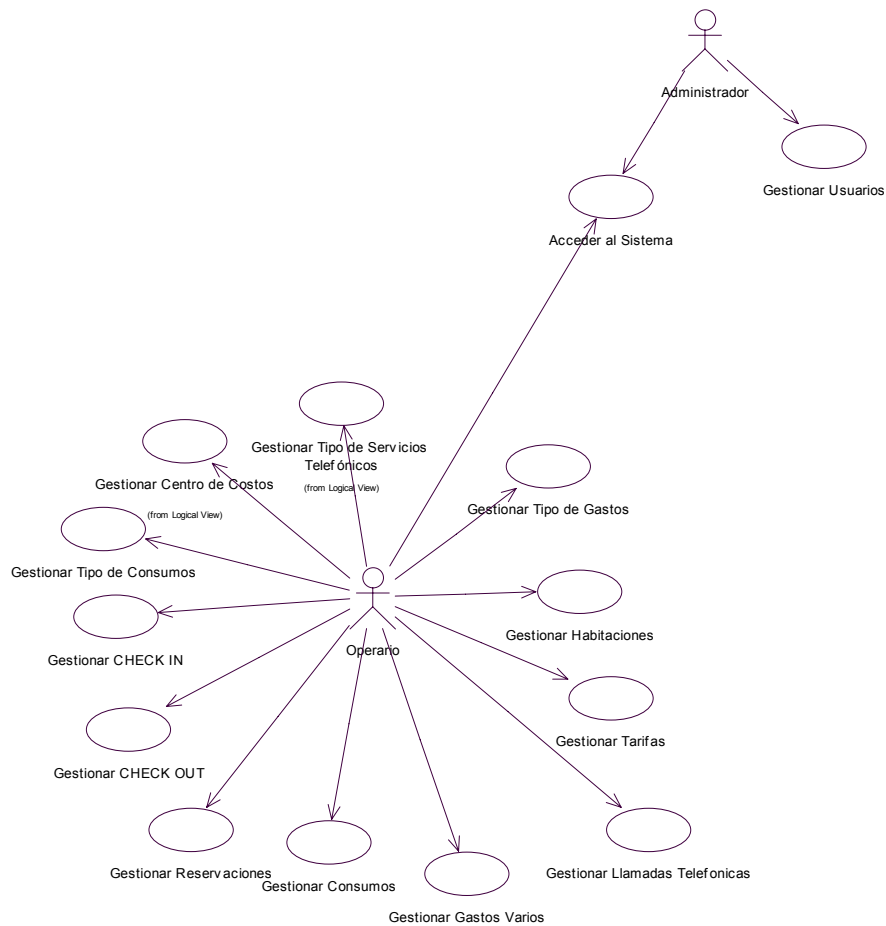 Administrador
Gestionar Usuarios
Acceder al Sistema
Gestionar Tipo de Servicios
Telefónicos
(from Logical View)
Gestionar Centro de Costos
(from Logical View)
Gestionar Tipo de Gastos
Gestionar Tipo de Consumos
Gestionar Habitaciones
Gestionar CHECK IN
Operario
Gestionar Tarifas
Gestionar CHECK OUT
Gestionar Reservaciones
Gestionar Llamadas Telefonicas
Gestionar Consumos
Gestionar Gastos Varios